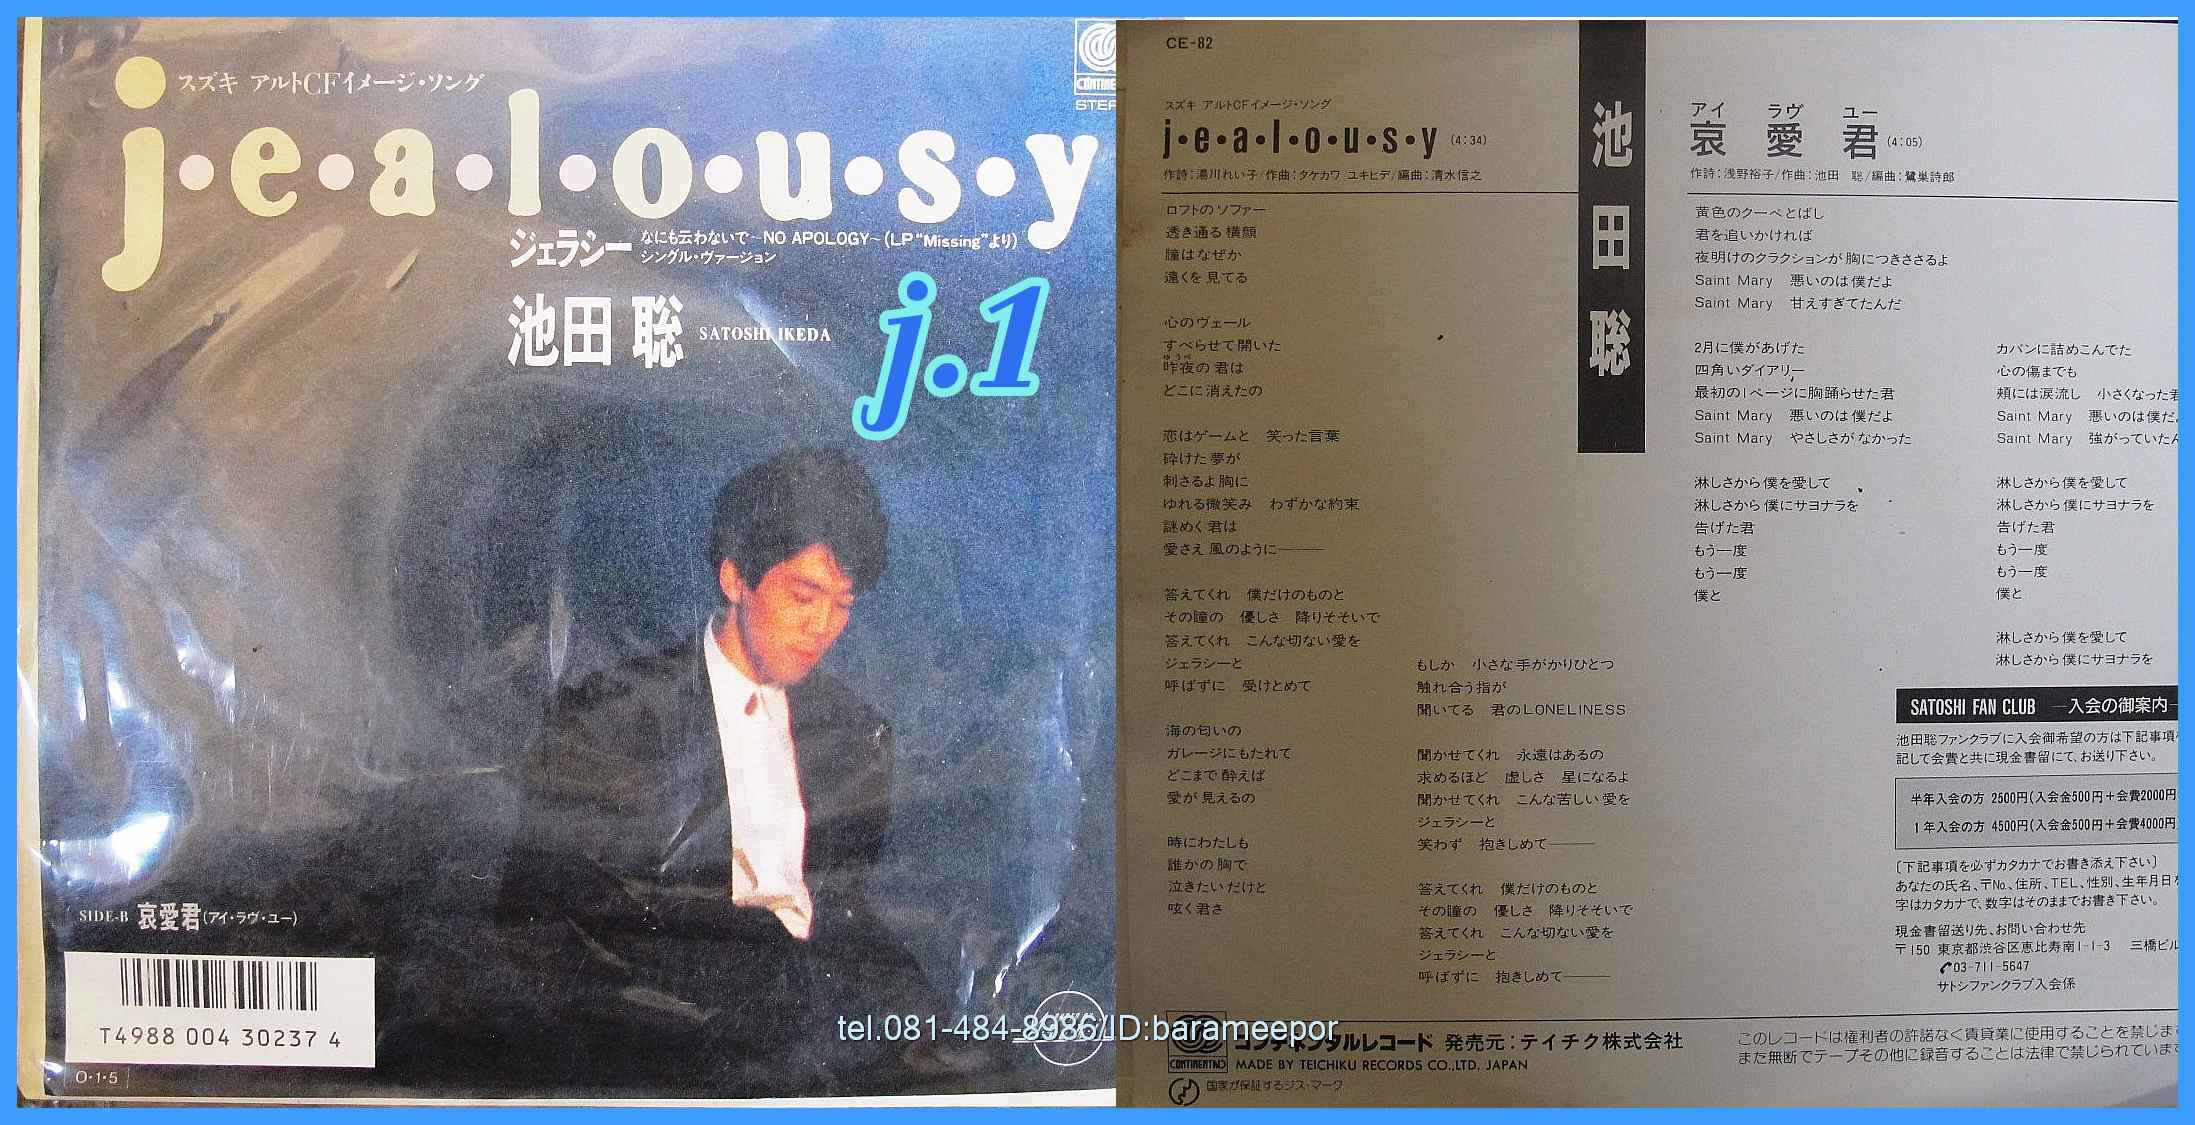 スズキ アルトCFイメージ・ソング
j・e・a・l・o・u・s・y
ジェラシー なにも云わないで~NO APOLOGY~(LP“Missing”より)
シングル・ヴァージョン
池田 聡 SATOSHI IKEDA
j.1
SIDE-B 哀愛君(アイ・ラヴ・ユー)
T4988 004 30237 4
O・1・5
CE-82
スズキ アルトCFイメージ・ソング
j・e・a・l・o・u・s・y (4:34)
作詩:湯川れい子/作曲:タケカワ ユキヒデ/編曲:清水信之
ロフトのソファー
透き通る横顔
瞳はなぜか
遠くを見てる
心のヴェール
すべらせて開いた
ゆうべ
昨夜の君は
どこに消えたの
恋はゲームと 笑った言葉
砕けた夢が
刺さるよ胸に
ゆれる微笑み わずかな約束
謎めく君は
愛さえ風のように───
答えてくれ 僕だけのものと
その瞳の 優しさ 降りそそいで
答えてくれ こんな切ない愛を
ジェラシーと
呼ばずに 受けとめて
海の匂いの
ガレージにもたれて
どこまで酔えば
愛が見えるの
時にわたしも
誰かの胸で
泣きたいだけと
呟く君さ
もしか 小さな手がかりひとつ
触れ合う指が
聞いてる 君のLONELINESS
聞かせてくれ 永遠はあるの
求めるほど 虚しさ 星になるよ
聞かせてくれ こんな苦しい愛を
ジェラシーと
笑わず 抱きしめて───
答えてくれ 僕だけのものと
その瞳の 優しさ 降りそそいで
答えてくれ こんな切ない愛を
ジェラシーと
呼ばずに 抱きしめて───
池田聡
アイ ラヴ ユー
哀 愛 君 (4:05)
作詩:浅野裕子/作曲:池田 聡/編曲:鷺巣詩郎
黄色のクーペとばし
君を追いかければ
夜明けのクラクションが胸につきささるよ
Saint Mary 悪いのは僕だよ
Saint Mary 甘えすぎてたんだ
2月に僕があげた
四角いダイアリー
最初の1ページに胸踊らせた君
Saint Mary 悪いのは僕だよ
Saint Mary やさしさがなかった
淋しさから僕を愛して
淋しさから僕にサヨナラを
告げた君
もう一度
もう一度
僕と
カバンに詰めこんでた
心の傷までも
頬には涙流し 小さくなった君
Saint Mary 悪いのは僕だ
Saint Mary 強がっていたん
淋しさから僕を愛して
淋しさから僕にサヨナラを
告げた君
もう一度
もう一度
僕と
淋しさから僕を愛して
淋しさから僕にサヨナラを
SATOSHI FAN CLUB ―入会の御案内―
池田聡ファンクラブに入会御希望の方は下記事項
記して会費と共に現金書留にて、お送り下さい。
半年入会の方 2500円(入会金500円+会費2000円
1年入会の方 4500円(入会金500円+会費4000円
〔下記事項を必ずカタカナでお書き添え下さい〕
あなたの氏名、〒No.、住所、TEL、性別、生年月日
字はカタカナで、数字はそのままでお書き下さい。
現金書留送り先、お問い合わせ先
〒150 東京都渋谷区恵比寿南1-1-3 三橋ビル
03-711-5647
サトシファンクラブ入会係
tel.081-484-8986/ID:barameepor
CONTINENTAL
コンチネンタルレコード 発売元:テイチク株式会社
MADE BY TEICHIKU RECORDS CO.,LTD. JAPAN
国家が保証するジス・マーク
このレコードは権利者の許諾なく賃貸業に使用することを禁じま
また無断でテープその他に録音することは法律で禁じられています